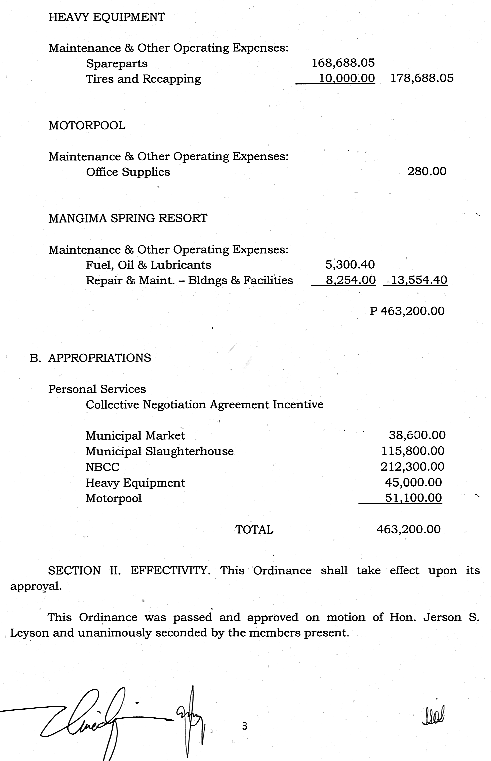 HEAVY EQUIPMENT
Maintenance & Other Operating Expenses:
Spareparts 168,688.05
Tires and Recapping 10,000.00 178,688.05
MOTORPOOL
Maintenance & Other Operating Expenses:
Office Supplies 280.00
MANGIMA SPRING RESORT
Maintenance & Other Operating Expenses:
Fuel, Oil & Lubricants 5,300.40
Repair & Maint. – Bldngs & Facilities 8,254.00 13,554.40
P 463,200.00
B. APPROPRIATIONS
Personal Services
Collective Negotiation Agreement Incentive
Municipal Market 38,600.00
Municipal Slaughterhouse 115,800.00
NBCC 212,300.00
Heavy Equipment 45,000.00
Motorpool 51,100.00
TOTAL 463,200.00
SECTION II. EFFECTIVITY. This Ordinance shall take effect upon its
approval.
This Ordinance was passed and approved on motion of Hon. Jerson S.
Leyson and unanimously seconded by the members present.
3